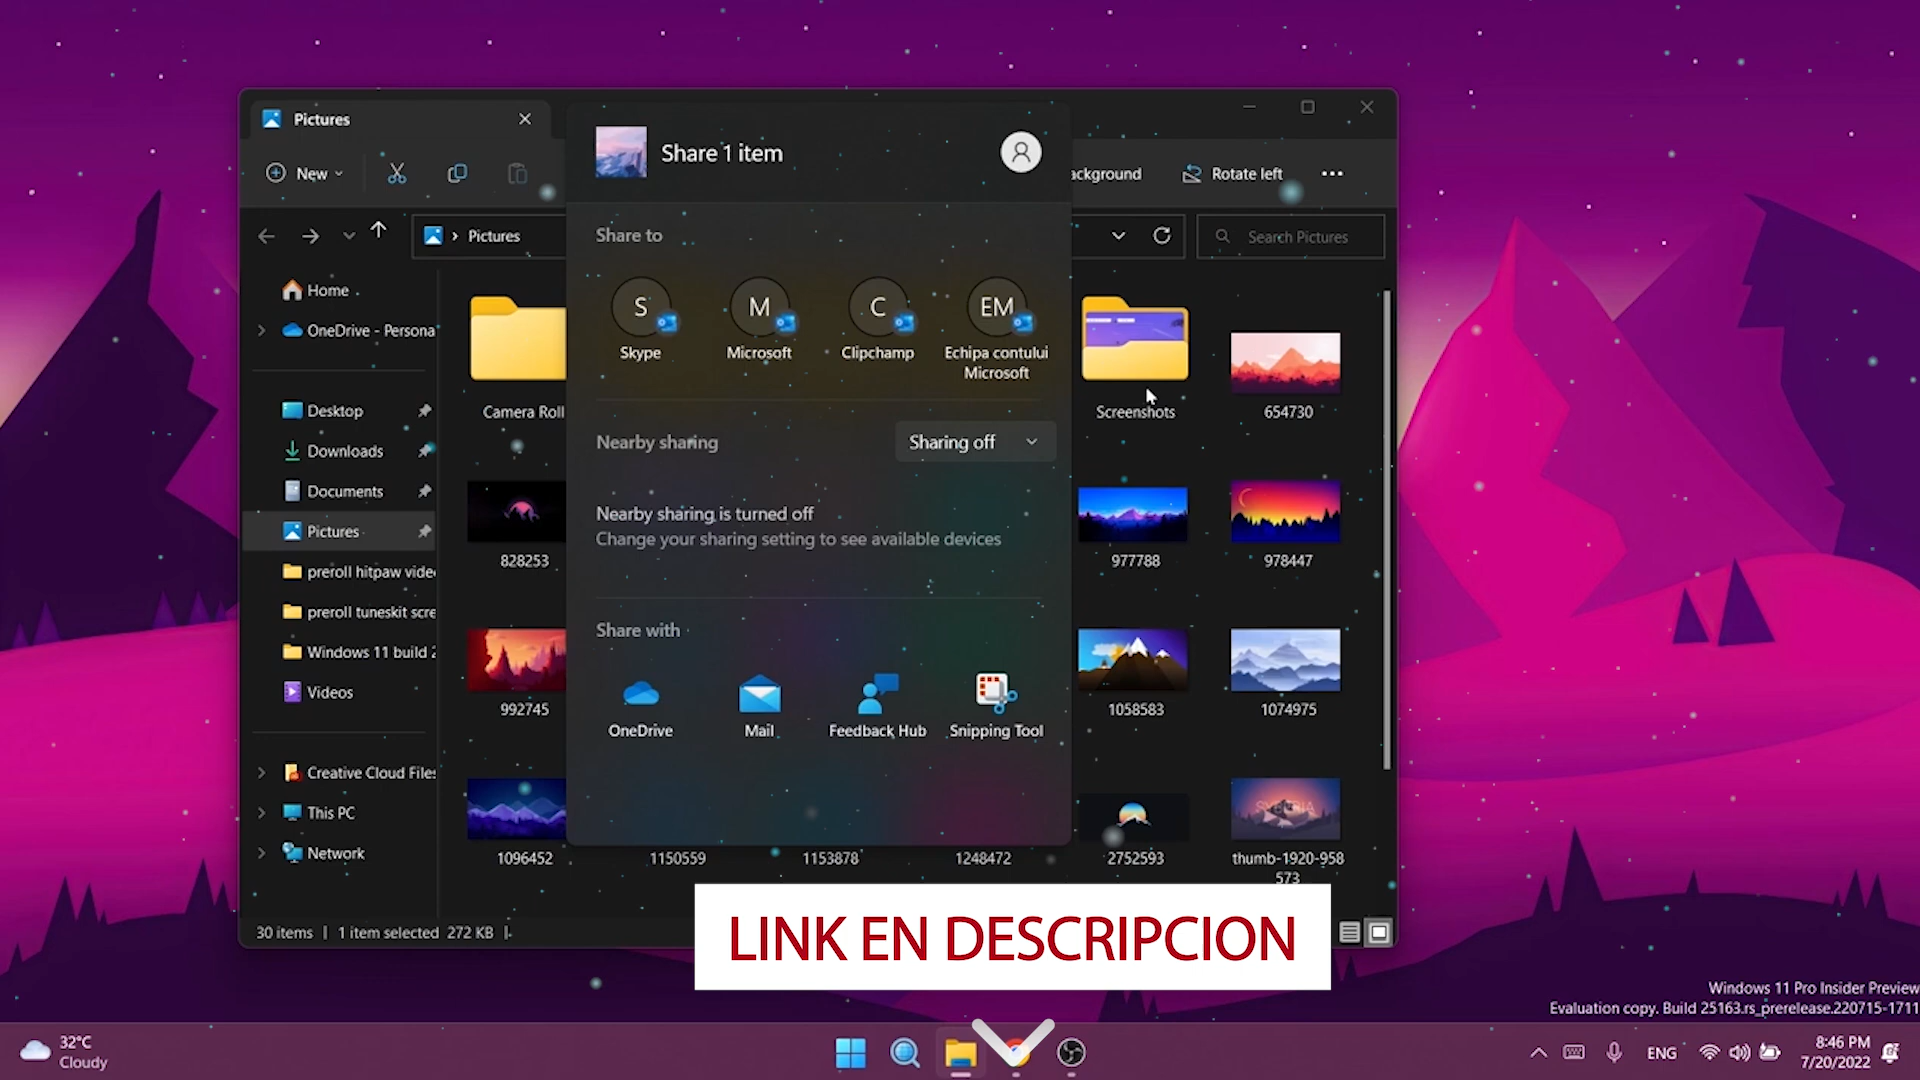 Pictures
Share 1 item
New
ackground
Rotate left
Pictures
Search Pictures
Share to
S
M
C
EM
Skype
Microsoft
Clipchamp
Echipa contului
Microsoft
Home
OneDrive - Persona
Camera Roll
Screenshots
654730
Desktop
Downloads
Documents
Pictures
preroll hitpaw vide
preroll tuneskit scre
Windows 11 build 2
Videos
Nearby sharing
Sharing off
Nearby sharing is turned off
Change your sharing setting to see available devices
828253
977788
978447
Share with
992745
1058583
1074975
OneDrive
Mail
Feedback Hub
Snipping Tool
Creative Cloud Files
This PC
Network
1096452
1150559
1153878
1248472
2752593
thumb-1920-958
573
30 items
1 item selected 272 KB
LINK EN DESCRIPCION
Windows 11 Pro Insider Preview
Evaluation copy. Build 25163.rs_prerelease.220715-1711
32°C
Cloudy
ENG
8:46 PM
7/20/2022